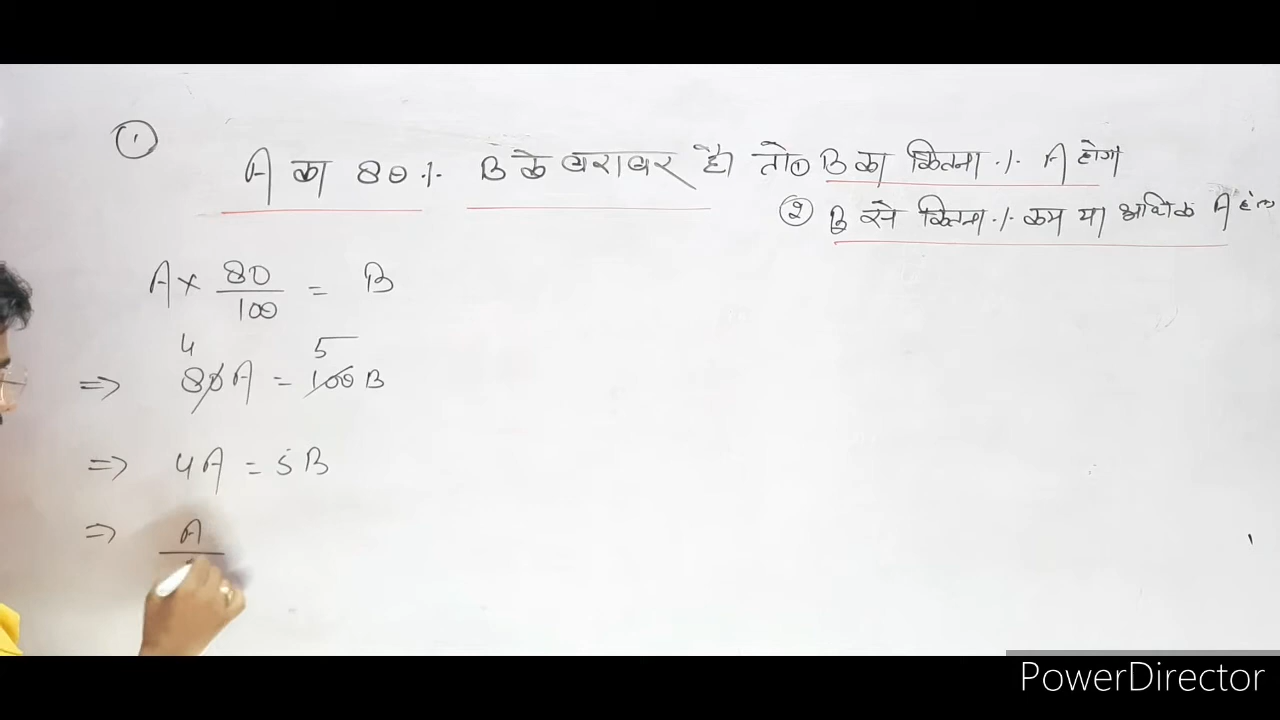 ①
A का 80% B के बराबर है। तो ① B का कितना % A होगा
② B से कितना % कम या अधिक A
A × 80/100 = B
4 5
⇒ 80A = 100B
⇒ 4A = 5B
⇒ A
PowerDirector